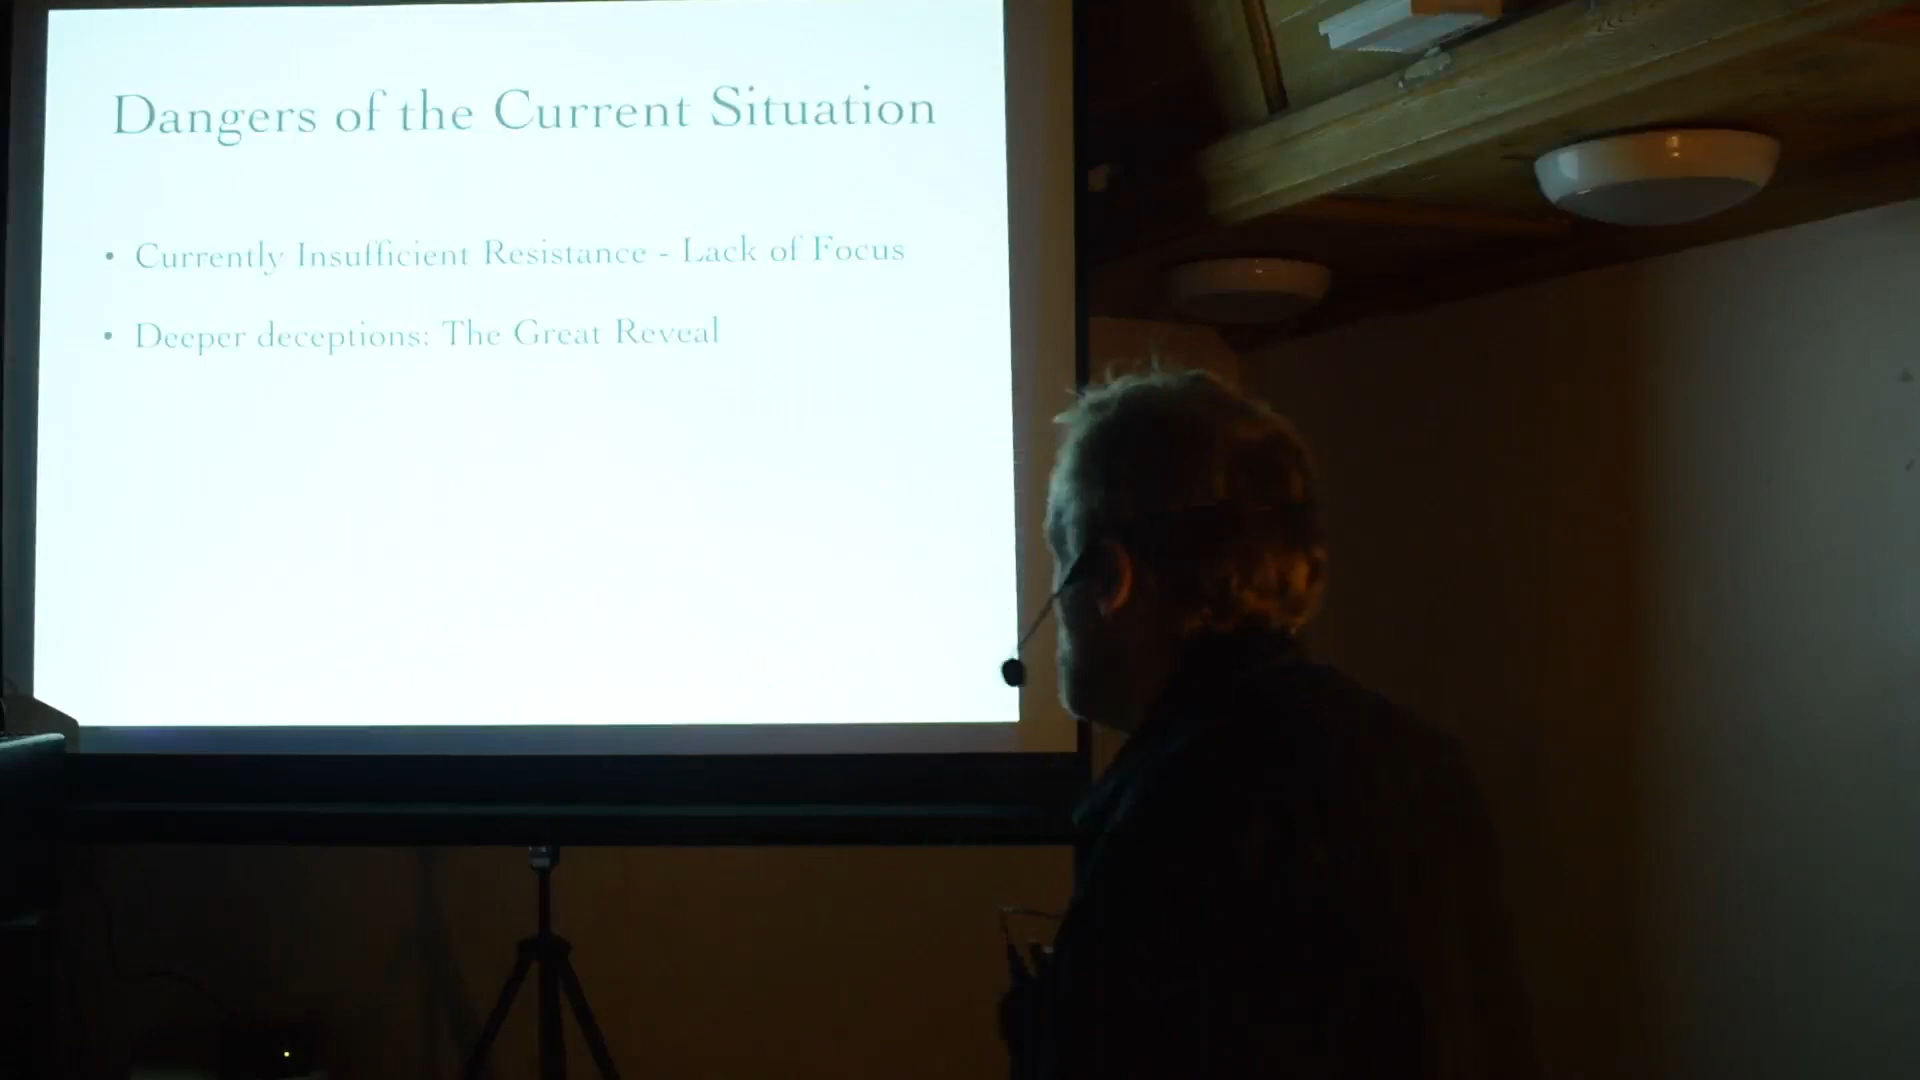 Dangers of the Current Situation
• Currently Insufficient Resistance - Lack of Focus
• Deeper deceptions: The Great Reveal